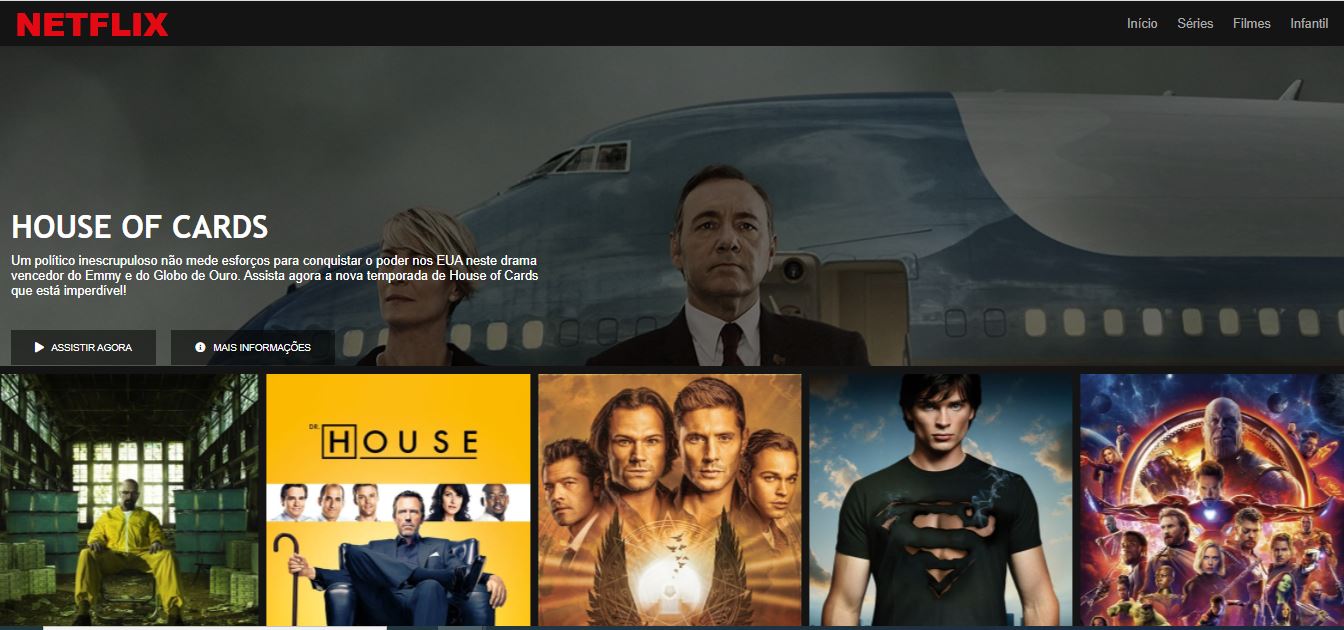 NETFLIX
Início Séries Filmes Infantil
HOUSE OF CARDS
Um político inescrupuloso não mede esforços para conquistar o poder nos EUA neste drama
vencedor do Emmy e do Globo de Ouro. Assista agora a nova temporada de House of Cards
que está imperdível!
ASSISTIR AGORA MAIS INFORMAÇÕES
DR.
HOUSE